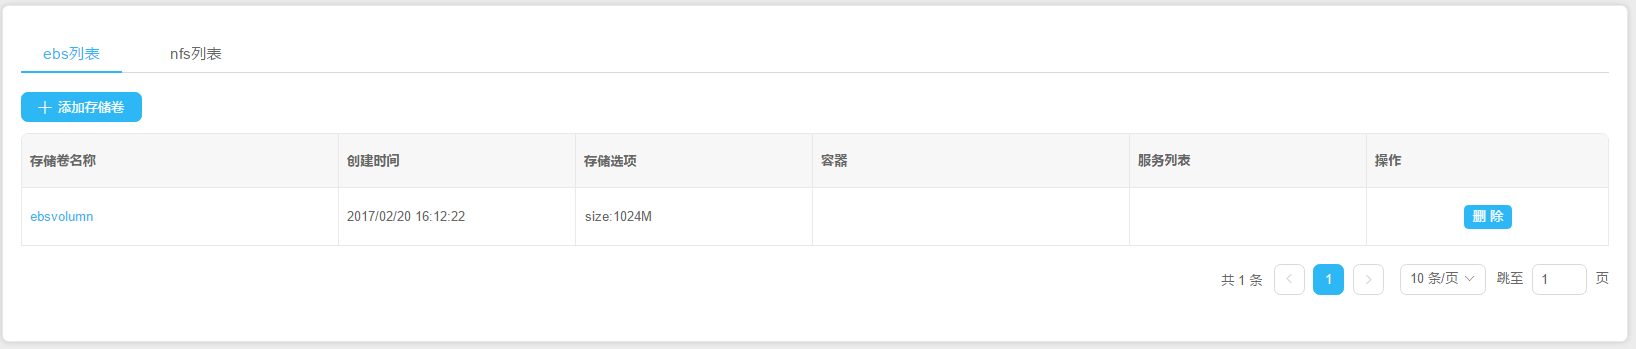 ebs列表 nfs列表
添加存储卷
存储卷名称 创建时间 存储选项 容器 服务列表 操作
ebsvolumn 2017/02/20 16:12:22 size:1024M 删 除
共 1 条 1 10 条/页 跳至 1 页